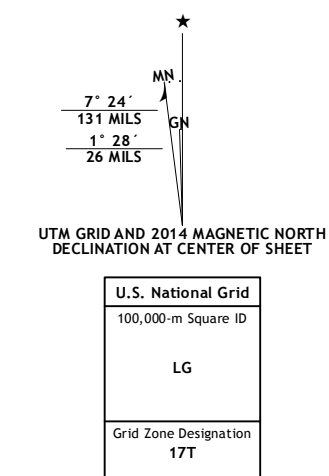 ★
MN
GN
7° 24´
131 MILS
1° 28´
26 MILS
UTM GRID AND 2014 MAGNETIC NORTH
DECLINATION AT CENTER OF SHEET
U.S. National Grid
100,000-m Square ID
LG
Grid Zone Designation
17T